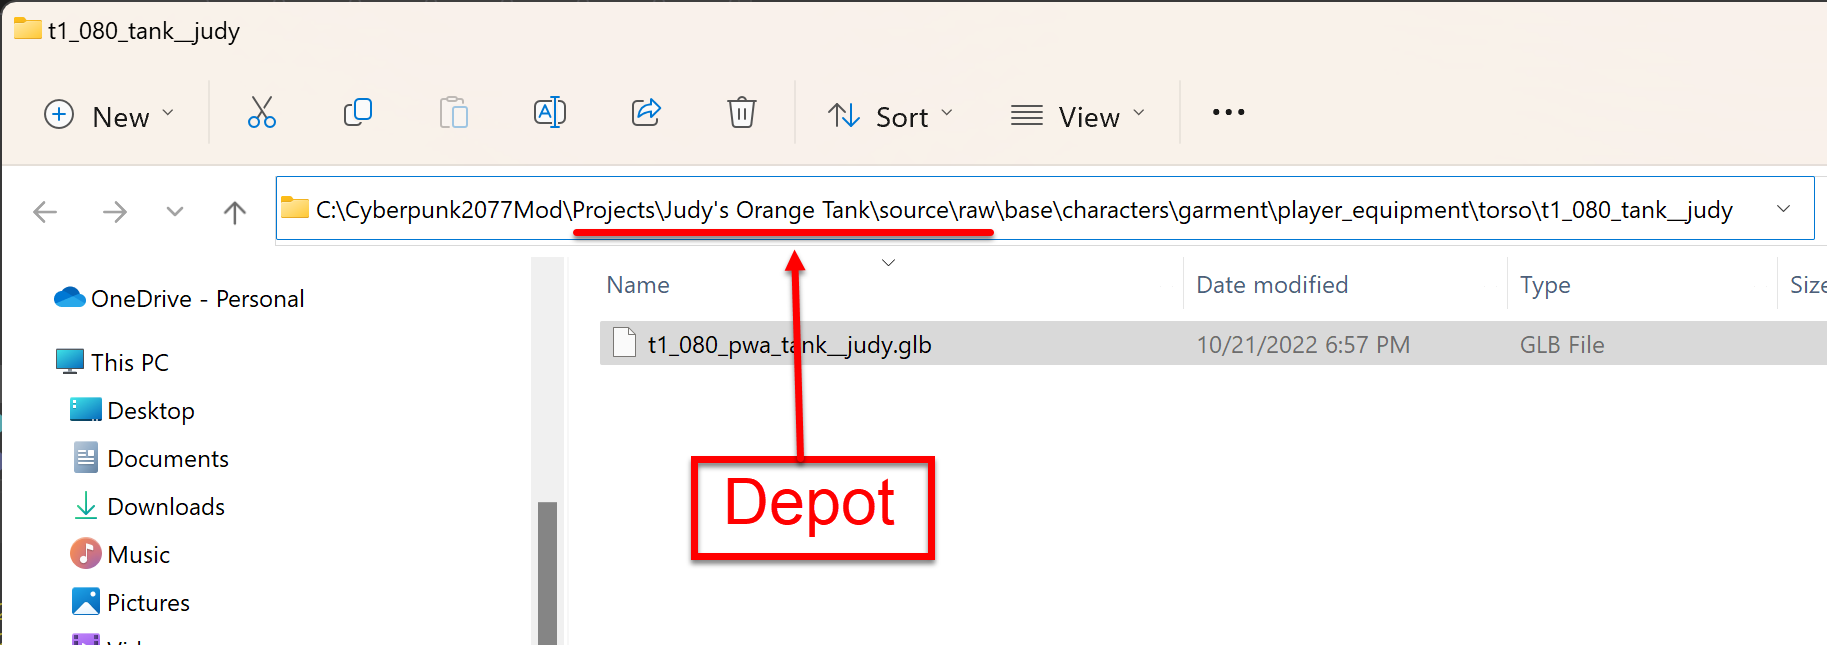 t1_080_tank__judy
New Sort View
C:\Cyberpunk2077Mod\Projects\Judy's Orange Tank\source\raw\base\characters\garment\player_equipment\torso\t1_080_tank__judy
OneDrive - Personal
Name Date modified Type Size
t1_080_pwa_tank__judy.glb 10/21/2022 6:57 PM GLB File
This PC
Desktop
Documents
Downloads
Music
Pictures
Depot